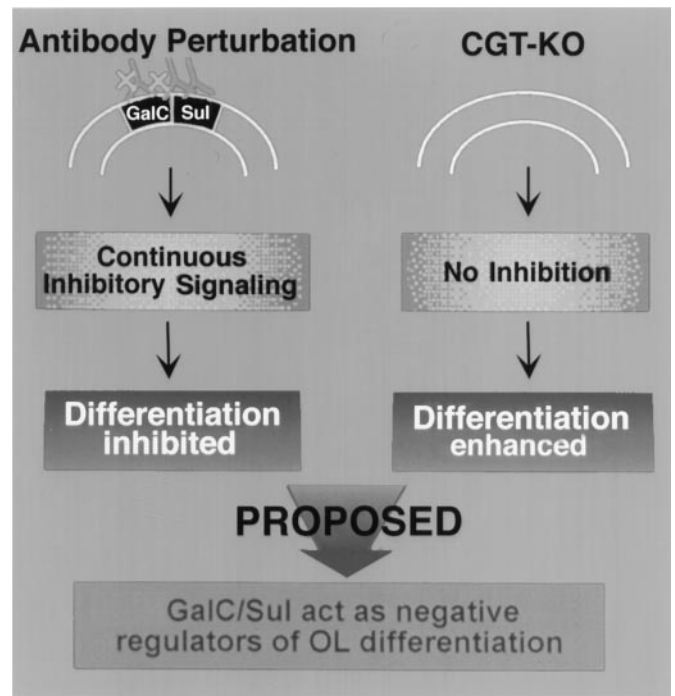 Antibody Perturbation
CGT-KO
GalC
Sul
Continuous
Inhibitory Signaling
No Inhibition
Differentiation
inhibited
Differentiation
enhanced
PROPOSED
GalC/Sul act as negative
regulators of OL differentiation